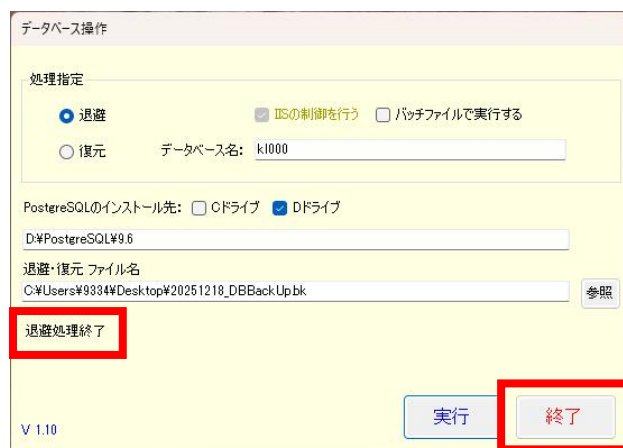 データベース操作
処理指定
退避 IISの制御を行う バッチファイルで実行する
復元 データベース名: kl000
PostgreSQLのインストール先: Cドライブ Dドライブ
D:¥PostgreSQL¥9.6
退避・復元 ファイル名
C:¥Users¥9334¥Desktop¥20251218_DBBackUp.bk 参照
退避処理終了
実行 終了
V 1.10